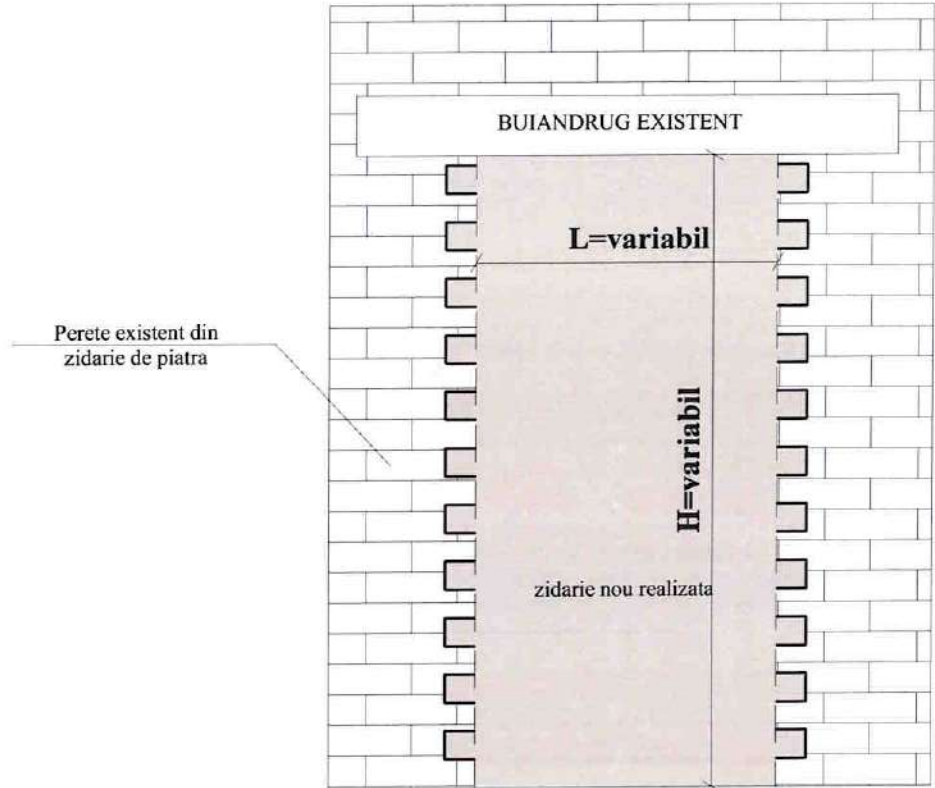 BUIANDRUG EXISTENT
L=variabil
Perete existent din
zidarie de piatra
H=variabil
zidarie nou realizata